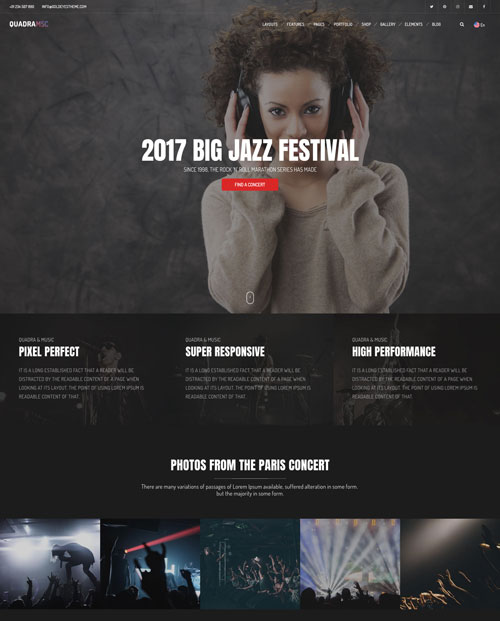 +01 234 567 890 INFO@GOLDEYESTHEME.COM
QUADRAMSC
LAYOUTS / FEATURES / PAGES / PORTFOLIO / SHOP / GALLERY / ELEMENTS / BLOG
En
2017 BIG JAZZ FESTIVAL
SINCE 1998, THE ROCK 'N' ROLL MARATHON SERIES HAS MADE
FIND A CONCERT
QUADRA & MUSIC
PIXEL PERFECT
IT IS A LONG ESTABLISHED FACT THAT A READER WILL BE
DISTRACTED BY THE READABLE CONTENT OF A PAGE WHEN
LOOKING AT ITS LAYOUT. THE POINT OF USING LOREM IPSUM IS
READABLE CONTENT OF THAT
QUADRA & MUSIC
SUPER RESPONSIVE
IT IS A LONG ESTABLISHED FACT THAT A READER WILL BE
DISTRACTED BY THE READABLE CONTENT OF A PAGE WHEN
LOOKING AT ITS LAYOUT. THE POINT OF USING LOREM IPSUM IS
READABLE CONTENT OF THAT
QUADRA & MUSIC
HIGH PERFORMANCE
IT IS A LONG ESTABLISHED FACT THAT A READER WILL BE
DISTRACTED BY THE READABLE CONTENT OF A PAGE WHEN
LOOKING AT ITS LAYOUT. THE POINT OF USING LOREM IPSUM IS
READABLE CONTENT OF THAT
PHOTOS FROM THE PARIS CONCERT
There are many variations of passages of Lorem Ipsum available, suffered alteration in some form.
but the majority in some form.